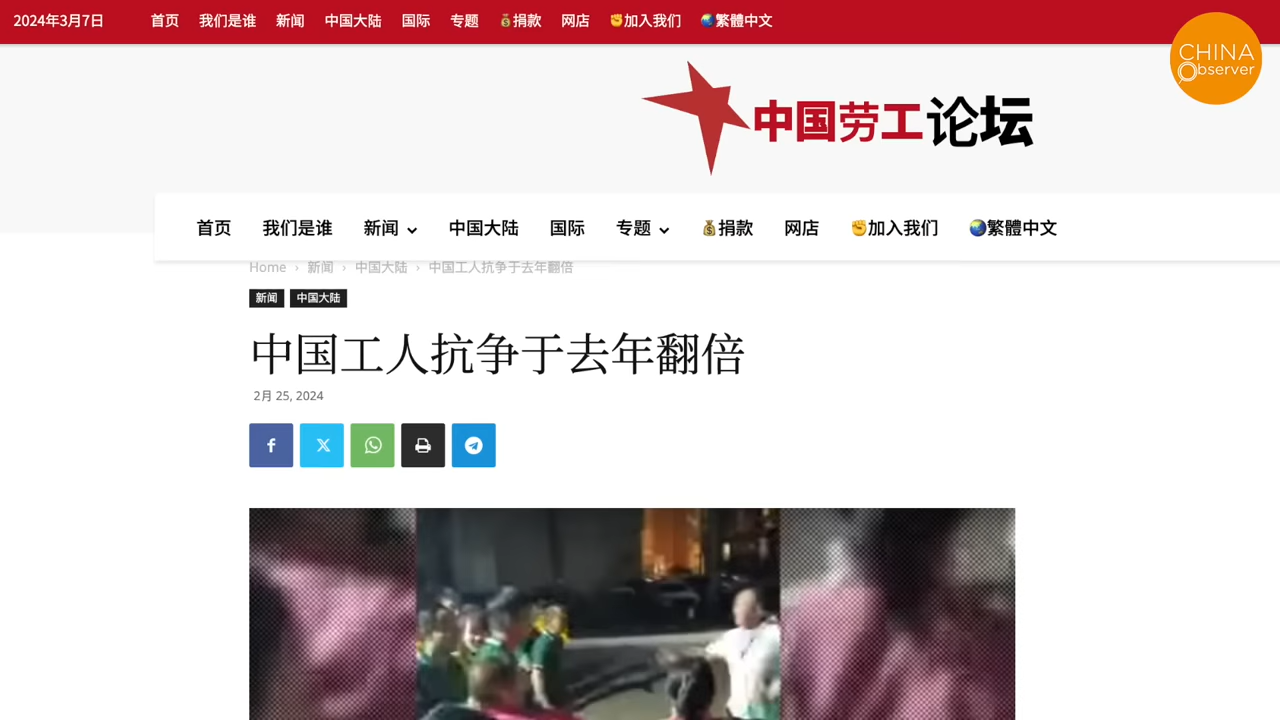 2024年3月7日 首页 我们是谁 新闻 中国大陆 国际 专题 💰捐款 网店 ✊加入我们 🌏繁體中文
CHINA
Observer
中国劳工论坛
首页 我们是谁 新闻 中国大陆 国际 专题 💰捐款 网店 ✊加入我们 🌏繁體中文
Home › 新闻 › 中国大陆 › 中国工人抗争于去年翻倍
新闻 中国大陆
中国工人抗争于去年翻倍
2月 25, 2024